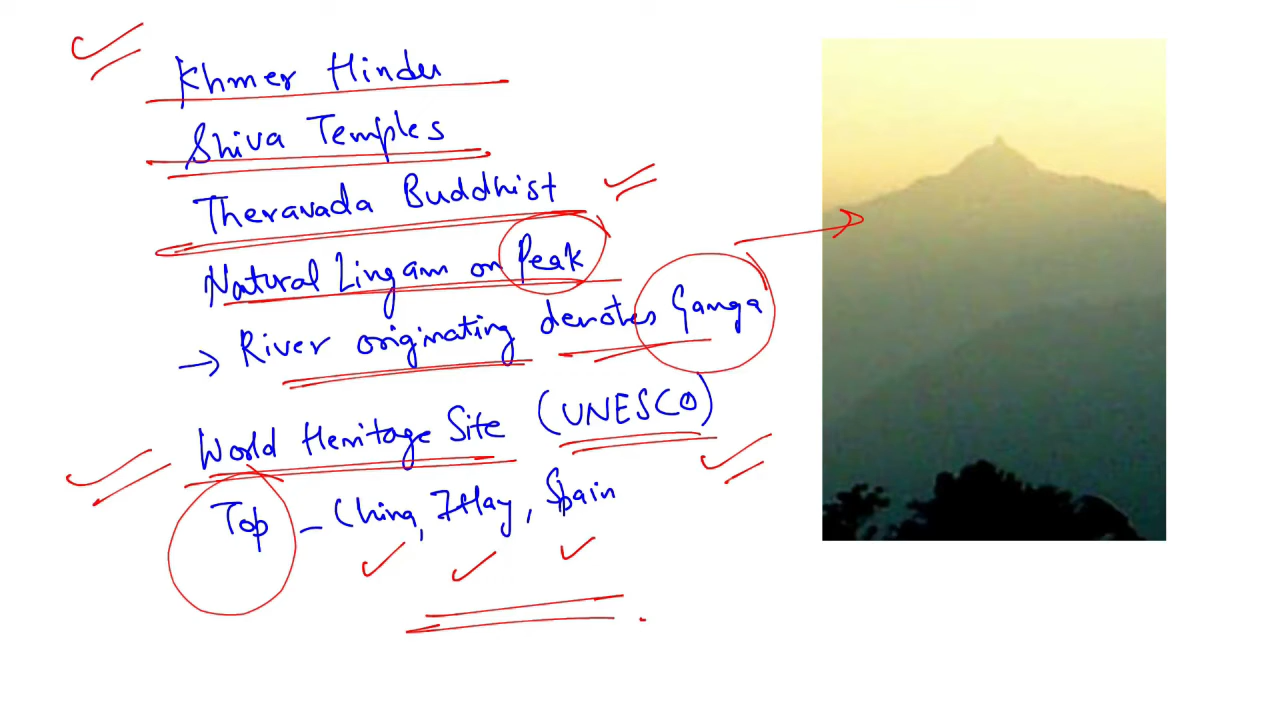 Khmer Hindu
Shiva Temples
Theravada Buddhist
Natural Lingam on Peak
→ River originating denotes Ganga
World Heritage Site (UNESCO)
Top - China, Italy, Spain